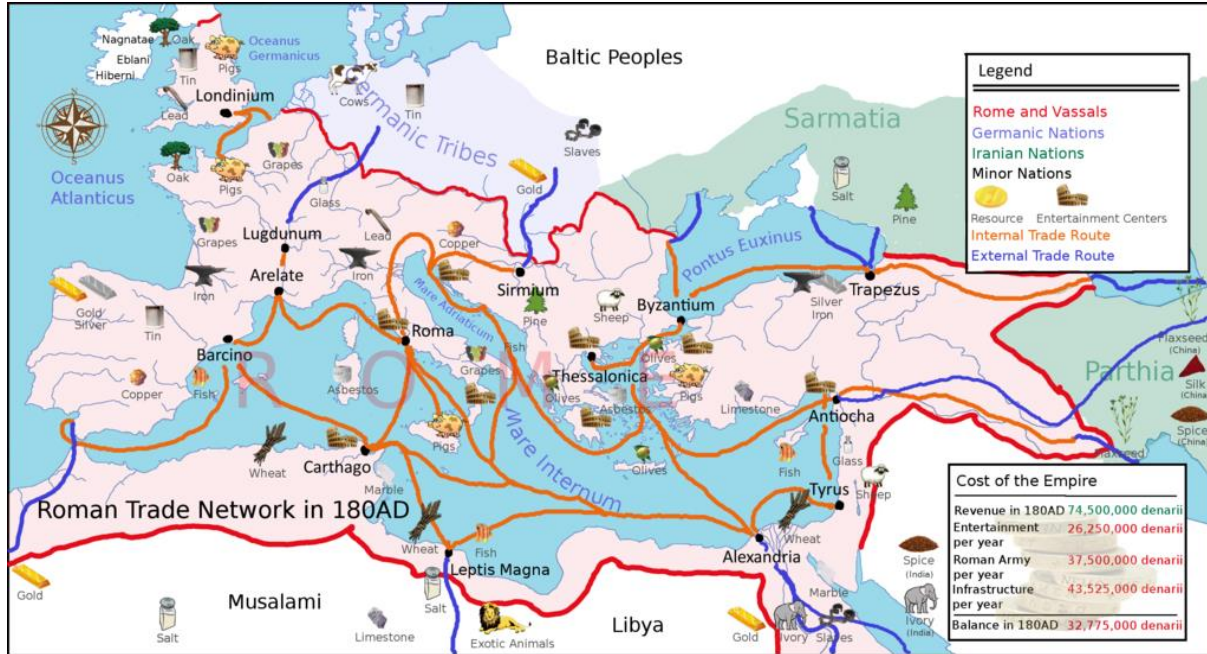 Nagnatae
Eblani
Hiberni
Oak
Pigs
Tin
Lead
Londinium
Oceanus
Germanicus
Oceanus
Atlanticus
Oak
Pigs
Grapes
Grapes
Cows
Tin
Germanic Tribes
Slaves
Gold
Baltic Peoples
Sarmatia
Salt
Pine
Glass
Lugdunum
Lead
Copper
Iron
Arelate
Iron
Gold
Silver
Tin
Barcino
Copper
Fish
Roma
Mare Adriaticum
Sirmium
Pine
Sheep
Fish
Byzantium
Pontus Euxinus
Silver
Iron
Trapezus
ROME
Asbestos
Grapes
Thessalonica
Olives
Olives
Asbestos
Pigs
Limestone
Antiocha
Parthia
Flaxseed
(China)
Silk
(China)
Spice
(China)
Flaxseed
Wheat
Carthago
Marble
Pigs
Mare Internum
Olives
Fish
Glass
Tyrus
Sheep
Roman Trade Network in 180AD
Wheat
Fish
Leptis Magna
Wheat
Alexandria
Marble
Spice
(India)
Ivory
(India)
Gold
Musalami
Salt
Salt
Limestone
Exotic Animals
Libya
Gold
Ivory
Slaves
Legend
Rome and Vassals
Germanic Nations
Iranian Nations
Minor Nations
Resource Entertainment Centers
Internal Trade Route
External Trade Route
Cost of the Empire
Revenue in 180AD 74,500,000 denarii
Entertainment per year 26,250,000 denarii
Roman Army per year 37,500,000 denarii
Infrastructure per year 43,525,000 denarii
Balance in 180AD 32,775,000 denarii